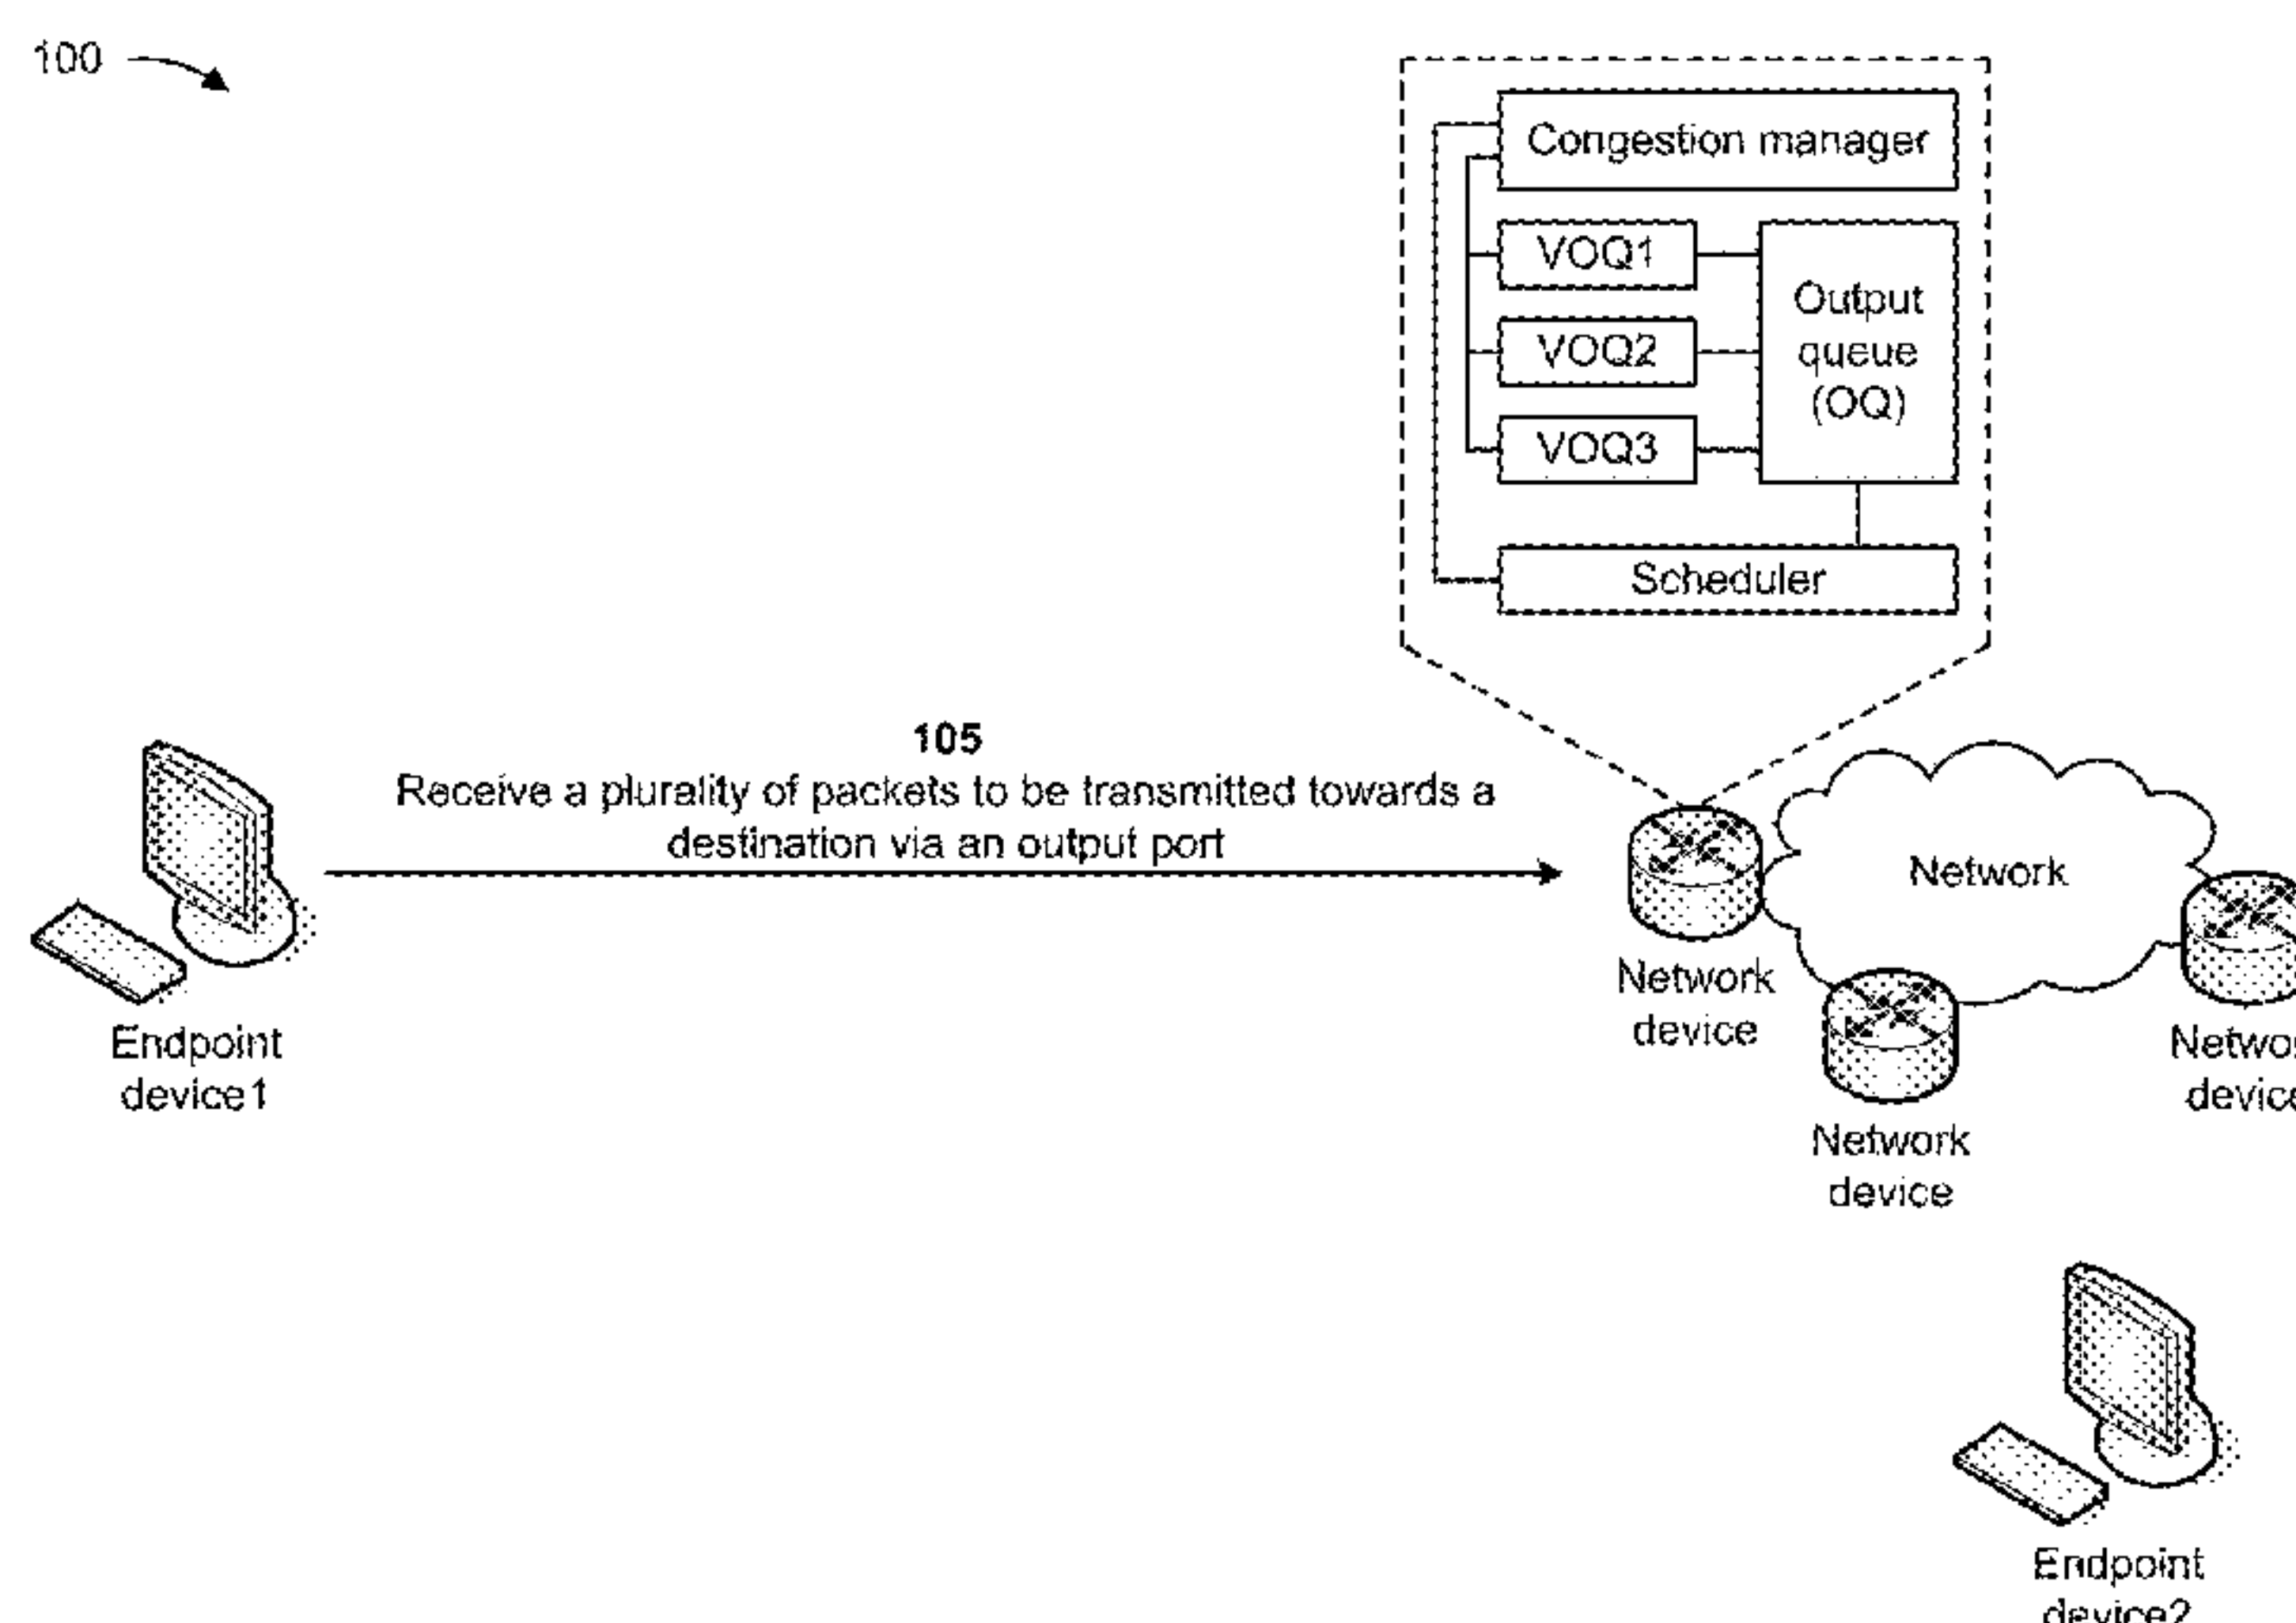 100
Congestion manager
VOQ1
VOQ2
VOQ3
Output
queue
(OQ)
Scheduler
105
Receive a plurality of packets to be transmitted towards a
destination via an output port
Network
Network
device
Network
device
Endpoint
device1
Endpoint
device2